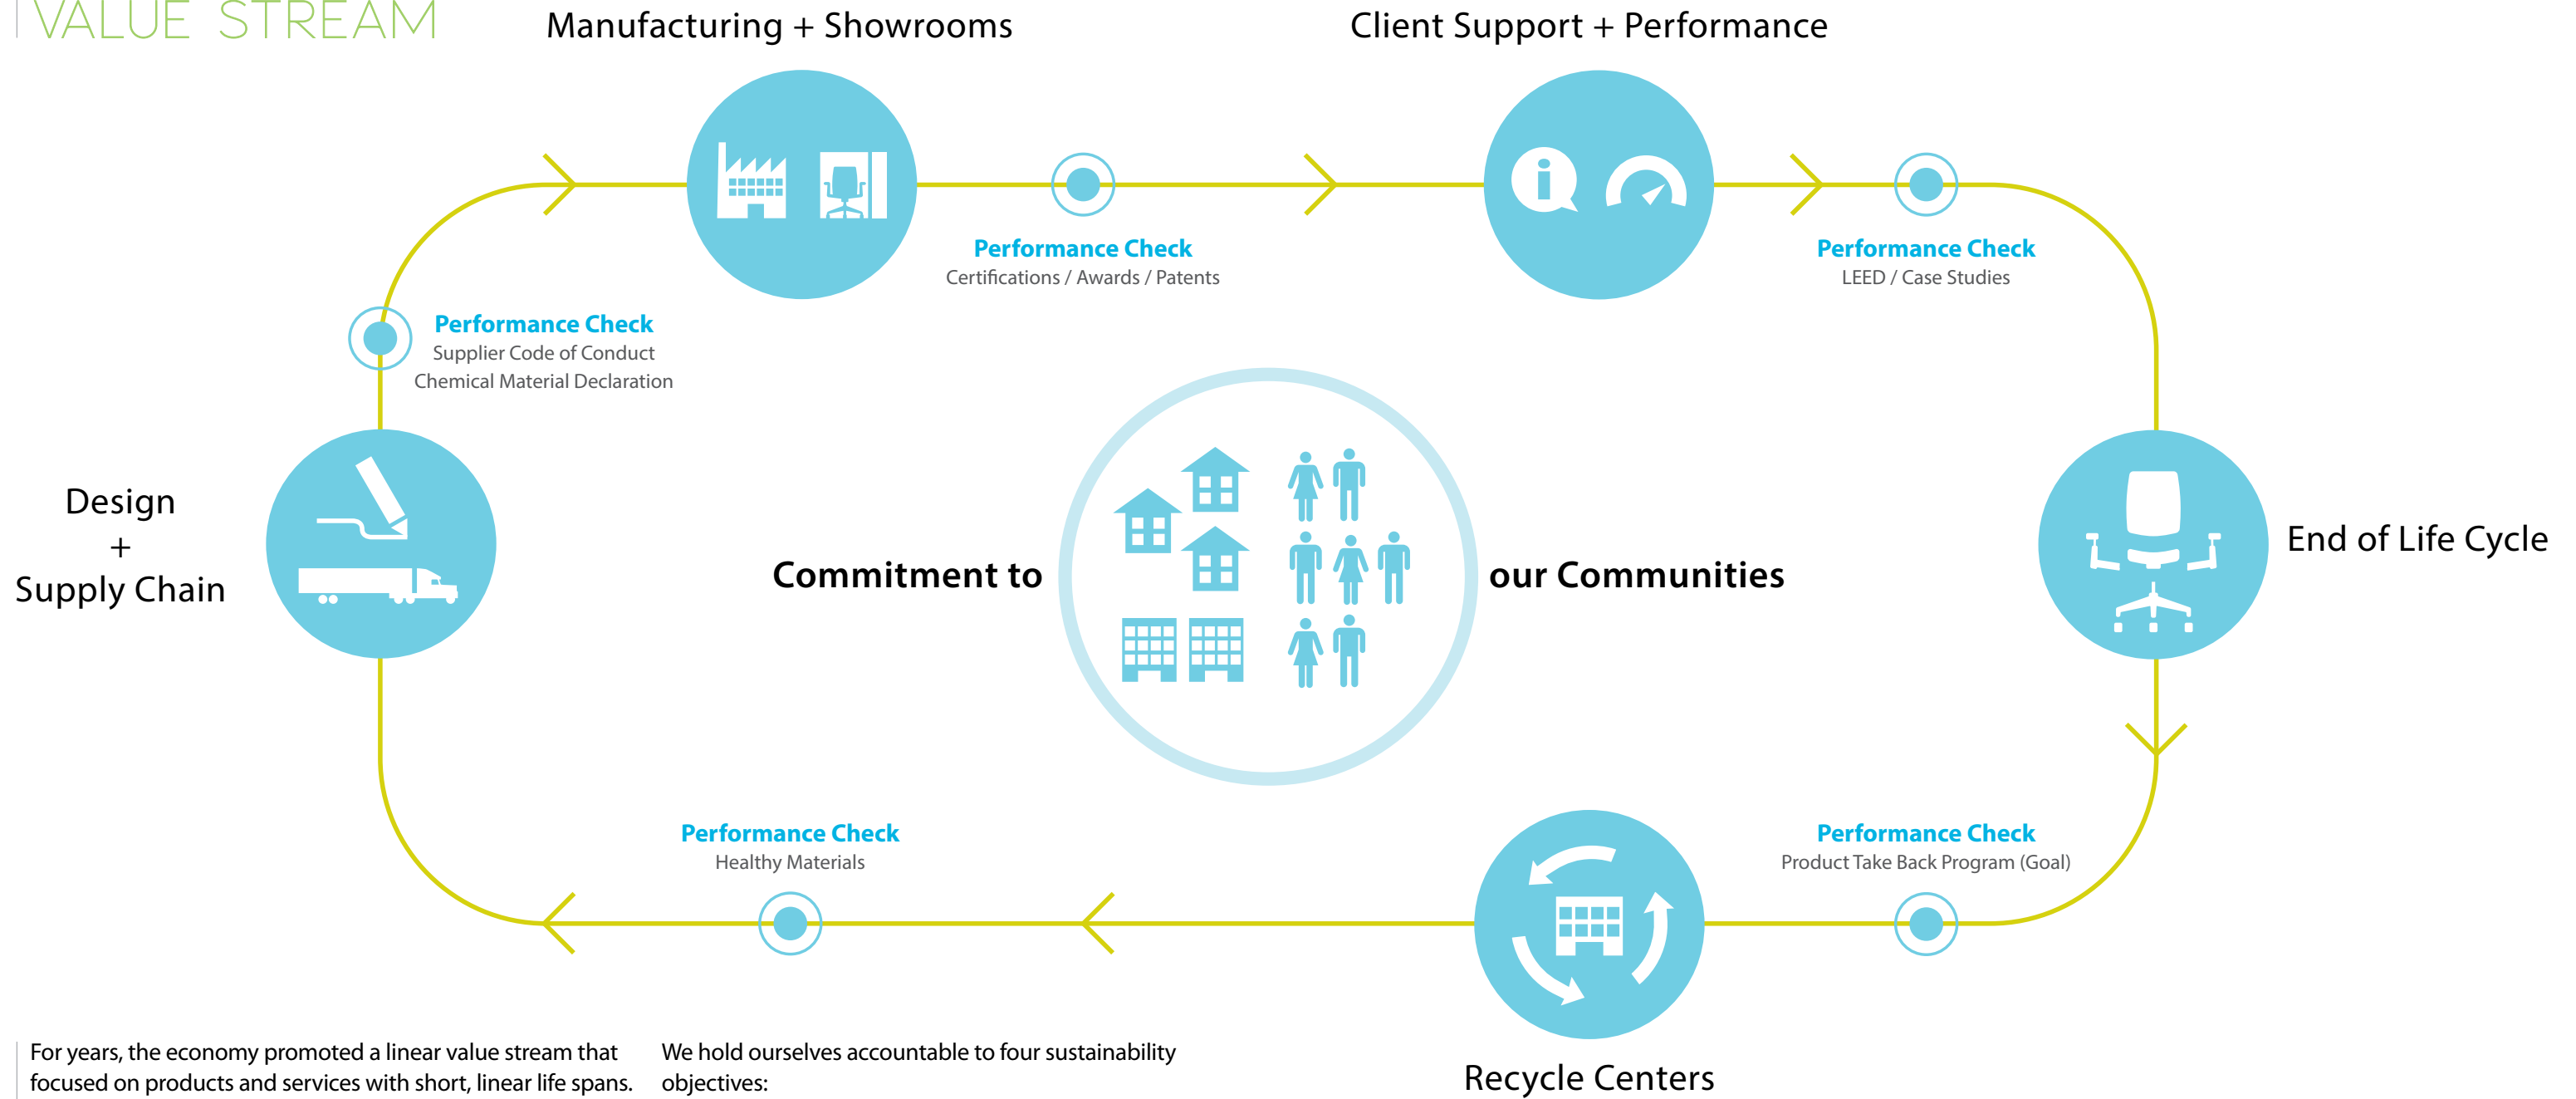 VALUE STREAM
Manufacturing + Showrooms
Client Support + Performance
Performance Check
Certifications / Awards / Patents
Performance Check
LEED / Case Studies
Performance Check
Supplier Code of Conduct
Chemical Material Declaration
Design
+
Supply Chain
Commitment to
our Communities
End of Life Cycle
Performance Check
Healthy Materials
Performance Check
Product Take Back Program (Goal)
Recycle Centers
For years, the economy promoted a linear value stream that
focused on products and services with short, linear life spans.
We hold ourselves accountable to four sustainability
objectives: